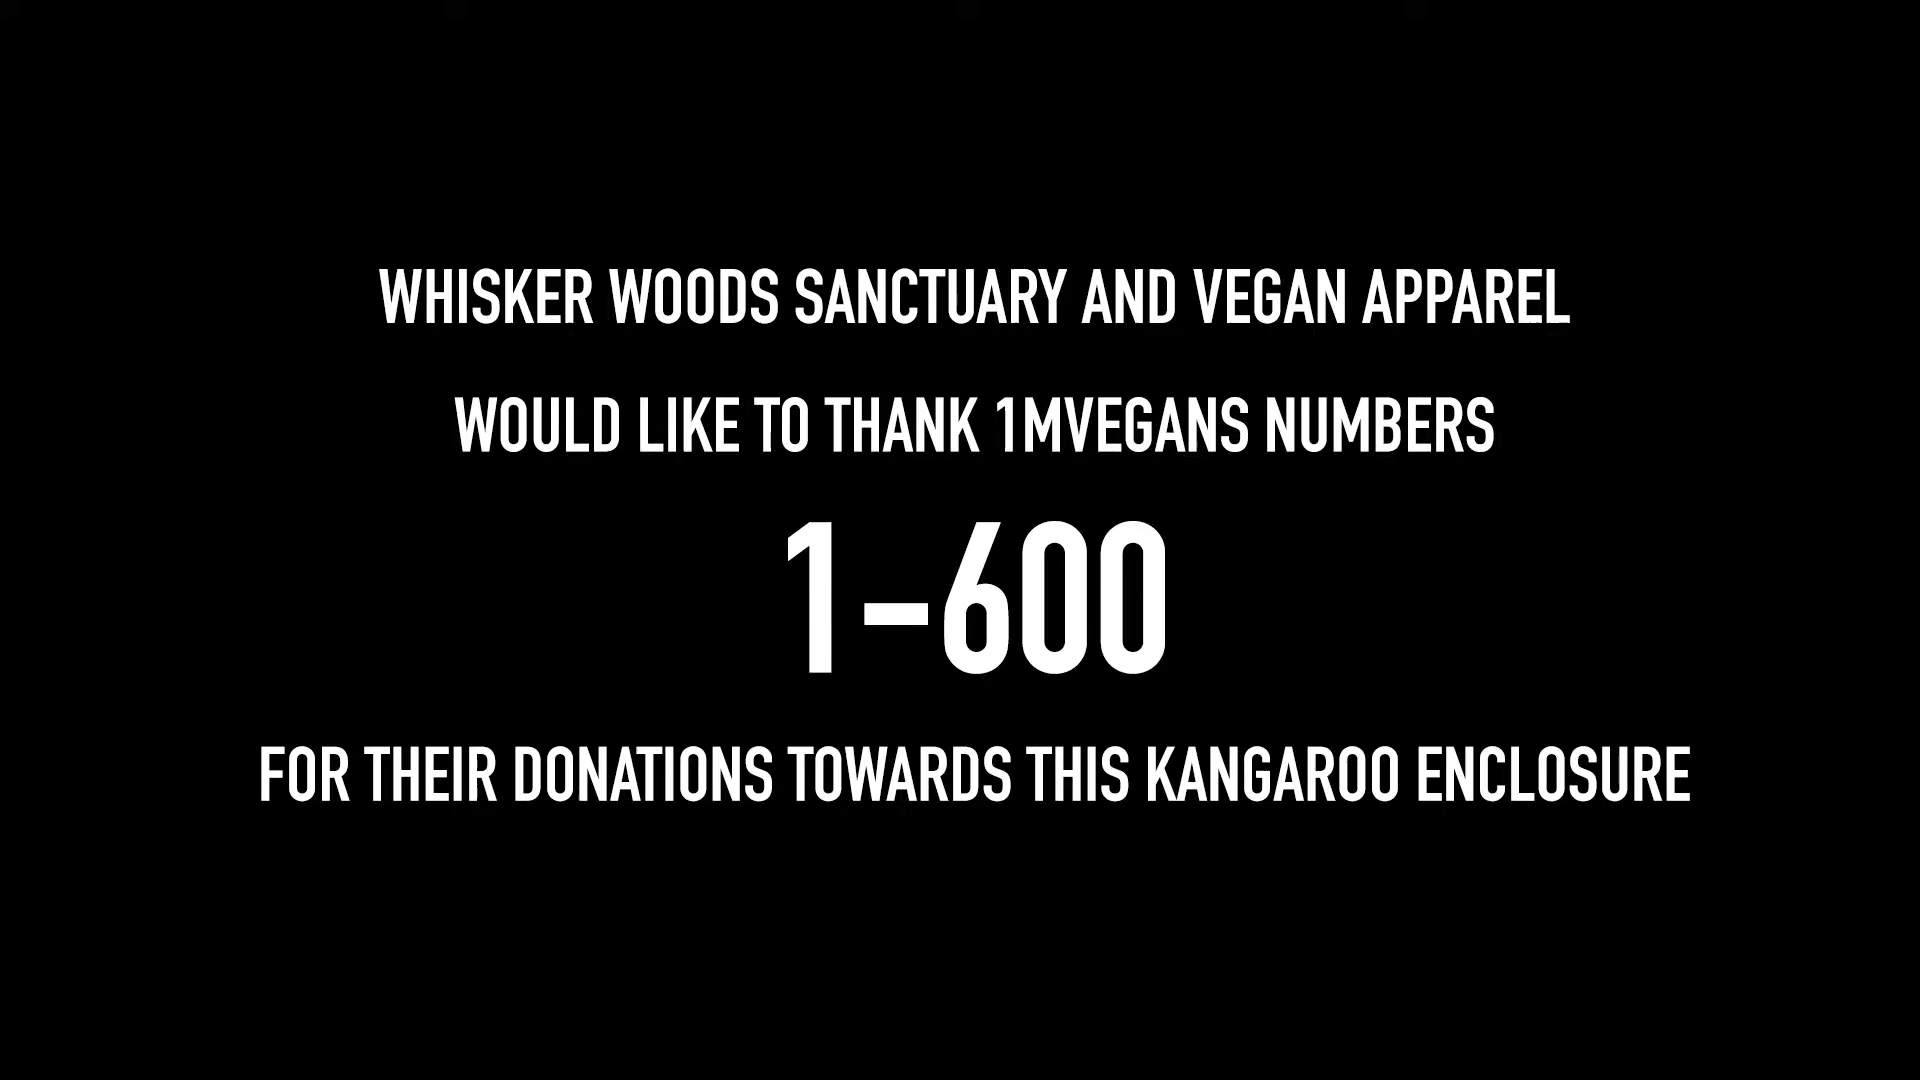 WHISKER WOODS SANCTUARY AND VEGAN APPAREL
WOULD LIKE TO THANK 1MVEGANS NUMBERS
1-600
FOR THEIR DONATIONS TOWARDS THIS KANGAROO ENCLOSURE